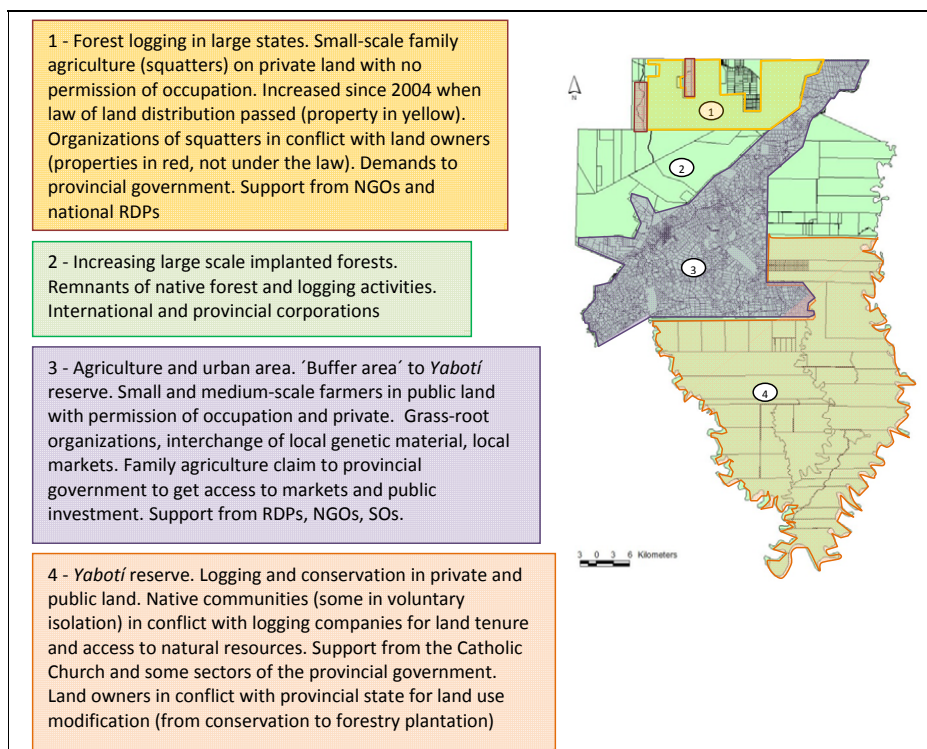 1 - Forest logging in large states. Small-scale family
agriculture (squatters) on private land with no
permission of occupation. Increased since 2004 when
law of land distribution passed (property in yellow).
Organizations of squatters in conflict with land owners
(properties in red, not under the law). Demands to
provincial government. Support from NGOs and
national RDPs
2 - Increasing large scale implanted forests.
Remnants of native forest and logging activities.
International and provincial corporations
3 - Agriculture and urban area. ´Buffer area´ to Yabotí
reserve. Small and medium-scale farmers in public land
with permission of occupation and private.  Grass-root
organizations, interchange of local genetic material, local
markets. Family agriculture claim to provincial
government to get access to markets and public
investment. Support from RDPs, NGOs, SOs.
4 - Yabotí reserve. Logging and conservation in private and
public land. Native communities (some in voluntary
isolation) in conflict with logging companies for land tenure
and access to natural resources. Support from the Catholic
Church and some sectors of the provincial government.
Land owners in conflict with provincial state for land use
modification (from conservation to forestry plantation)
N
1
2
3
4
3 0 3 6 Kilometers